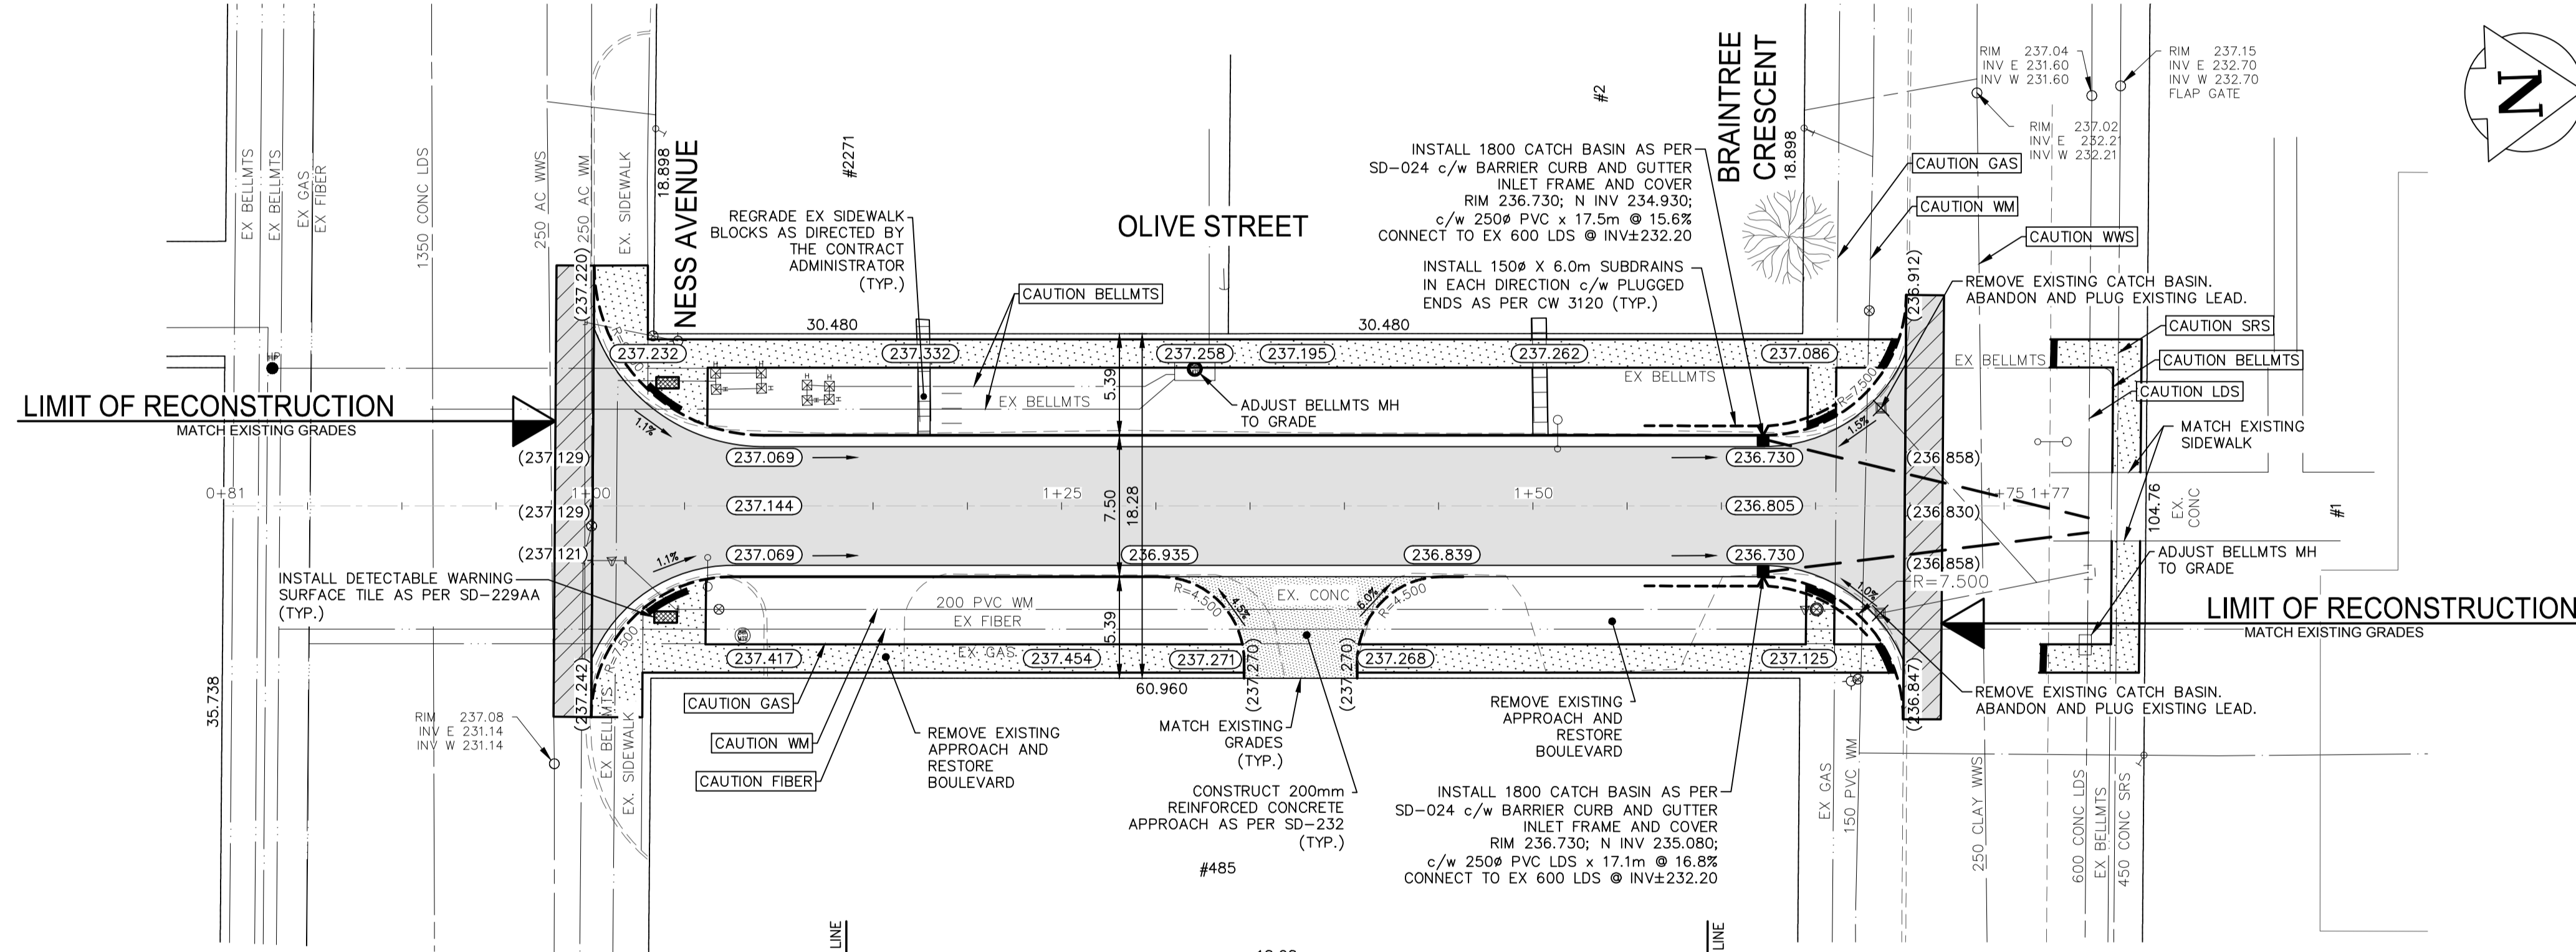 EX BELLMTS
EX BELLMTS
EX GAS
EX FIBER
1350 CONC LDS
250 AC WWS
250 AC WM
EX. SIDEWALK
18.898
NESS AVENUE
#2271
REGRADE EX SIDEWALK
BLOCKS AS DIRECTED BY
THE CONTRACT
ADMINISTRATOR
(TYP.)
CAUTION BELLMTS
OLIVE STREET
#2
INSTALL 1800 CATCH BASIN AS PER
SD-024 c/w BARRIER CURB AND GUTTER
INLET FRAME AND COVER
RIM 236.730; N INV 234.930;
c/w 250ø PVC x 17.5m @ 15.6%
CONNECT TO EX 600 LDS @ INV±232.20
INSTALL 150ø X 6.0m SUBDRAINS
IN EACH DIRECTION c/w PLUGGED
ENDS AS PER CW 3120 (TYP.)
BRAINTREE
CRESCENT
18.898
RIM 237.04
INV E 231.60
INV W 231.60
RIM 237.15
INV E 232.70
INV W 232.70
FLAP GATE
RIM 237.02
INV E 232.21
INV W 232.21
N
CAUTION GAS
CAUTION WM
CAUTION WWS
REMOVE EXISTING CATCH BASIN.
ABANDON AND PLUG EXISTING LEAD.
CAUTION SRS
CAUTION BELLMTS
CAUTION LDS
MATCH EXISTING
SIDEWALK
(237.220)
30.480
30.480
(236.912)
237.232
237.332
237.258
237.195
237.262
237.086
EX BELLMTS
HP
5.39
EX BELLMTS
EX BELLMTS
ADJUST BELLMTS MH
TO GRADE
R=7.500
LIMIT OF RECONSTRUCTION
MATCH EXISTING GRADES
1.1%
1.5%
(237.129)
237.069
236.730
(236.858)
0+81
1+00
1+25
1+50
1+75
1+77
7.50
18.28
104.76
EX.
CONC
#1
(237.129)
237.144
236.805
(236.830)
(237.121)
1.1%
237.069
236.935
236.839
236.730
(236.858)
ADJUST BELLMTS MH
TO GRADE
INSTALL DETECTABLE WARNING
SURFACE TILE AS PER SD-229AA
(TYP.)
200 PVC WM
EX FIBER
R=4.500
4.5%
EX. CONC
6.0%
R=4.500
1.0%
R=7.500
LIMIT OF RECONSTRUCTION
MATCH EXISTING GRADES
5.39
R=7.500
EX GAS
237.417
237.454
237.271
237.268
237.125
(237.242)
(237.270)
(237.270)
(236.847)
60.960
35.738
RIM 237.08
INV E 231.14
INV W 231.14
EX BELLMTS
EX. SIDEWALK
CAUTION GAS
CAUTION WM
CAUTION FIBER
REMOVE EXISTING
APPROACH AND
RESTORE
BOULEVARD
MATCH EXISTING
GRADES
(TYP.)
CONSTRUCT 200mm
REINFORCED CONCRETE
APPROACH AS PER SD-232
(TYP.)
#485
REMOVE EXISTING
APPROACH AND
RESTORE
BOULEVARD
INSTALL 1800 CATCH BASIN AS PER
SD-024 c/w BARRIER CURB AND GUTTER
INLET FRAME AND COVER
RIM 236.730; N INV 235.080;
c/w 250ø PVC LDS x 17.1m @ 16.8%
CONNECT TO EX 600 LDS @ INV±232.20
REMOVE EXISTING CATCH BASIN.
ABANDON AND PLUG EXISTING LEAD.
EX GAS
150 PVC WM
250 CLAY WWS
600 CONC LDS
EX BELLMTS
450 CONC SRS
LINE
LINE